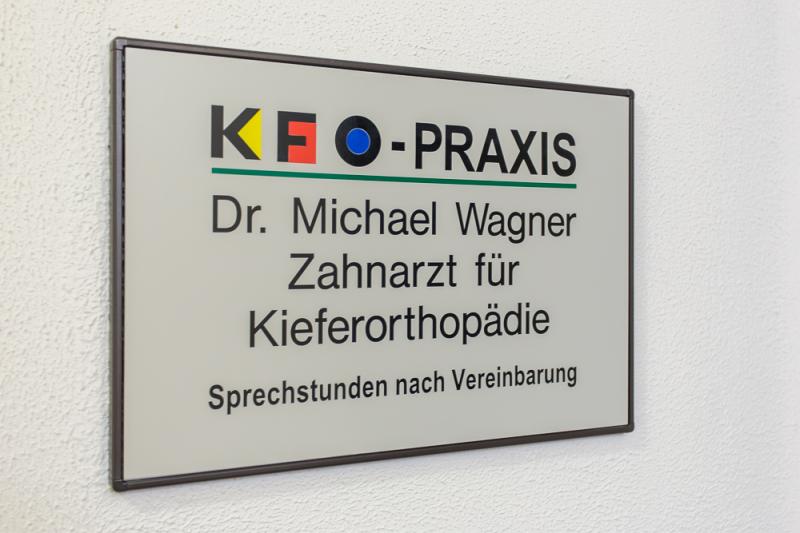 KFO-PRAXIS
Dr. Michael Wagner
Zahnarzt für
Kieferorthopädie
Sprechstunden nach Vereinbarung